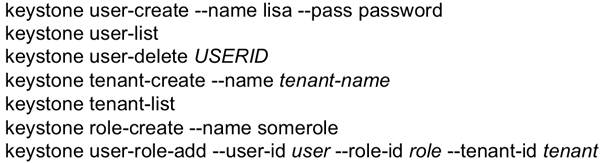 keystone user-create --name lisa --pass password
keystone user-list
keystone user-delete USERID
keystone tenant-create --name tenant-name
keystone tenant-list
keystone role-create --name somerole
keystone user-role-add --user-id user --role-id role --tenant-id tenant